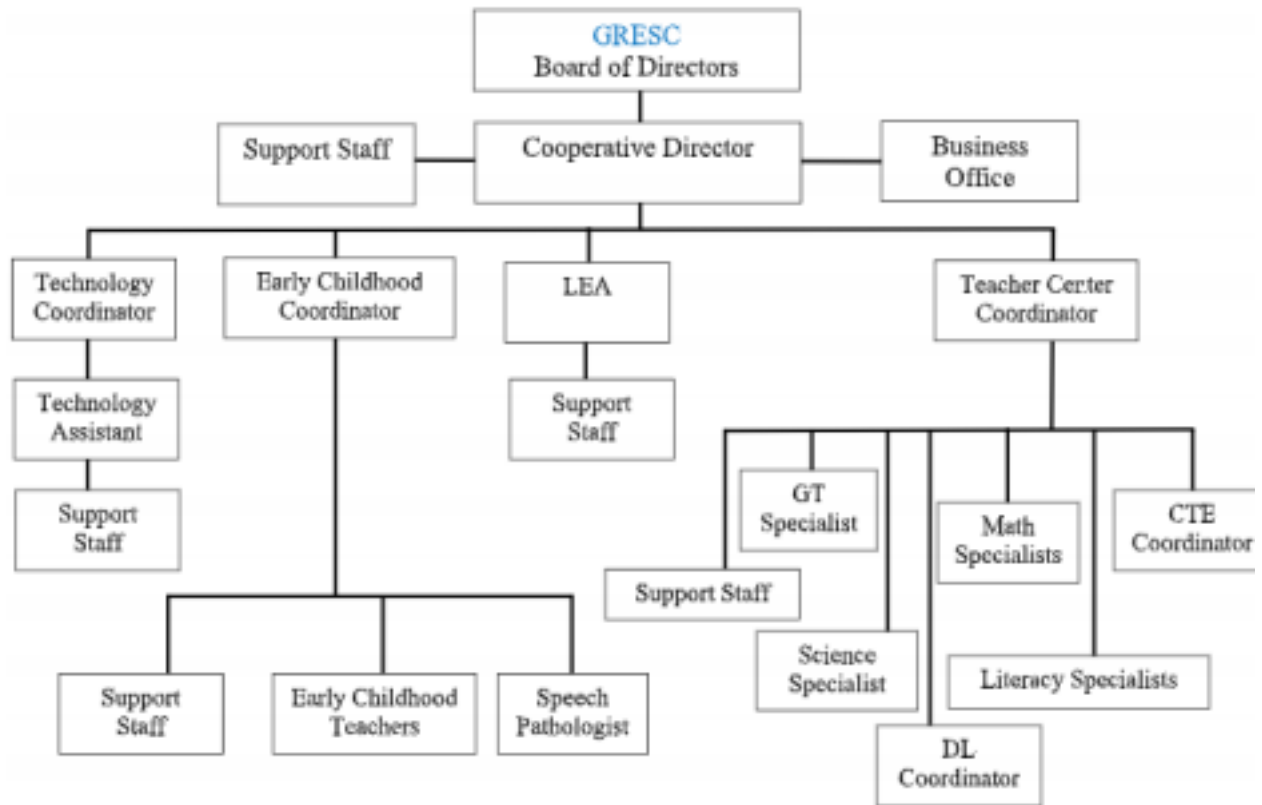 GRESC
Board of Directors
Support Staff
Cooperative Director
Business
Office
Technology
Coordinator
Early Childhood
Coordinator
LEA
Teacher Center
Coordinator
Technology
Assistant
Support
Staff
Support
Staff
GT
Specialist
Math
Specialists
CTE
Coordinator
Support Staff
Science
Specialist
Literacy Specialists
Support
Staff
Early Childhood
Teachers
Speech
Pathologist
DL
Coordinator